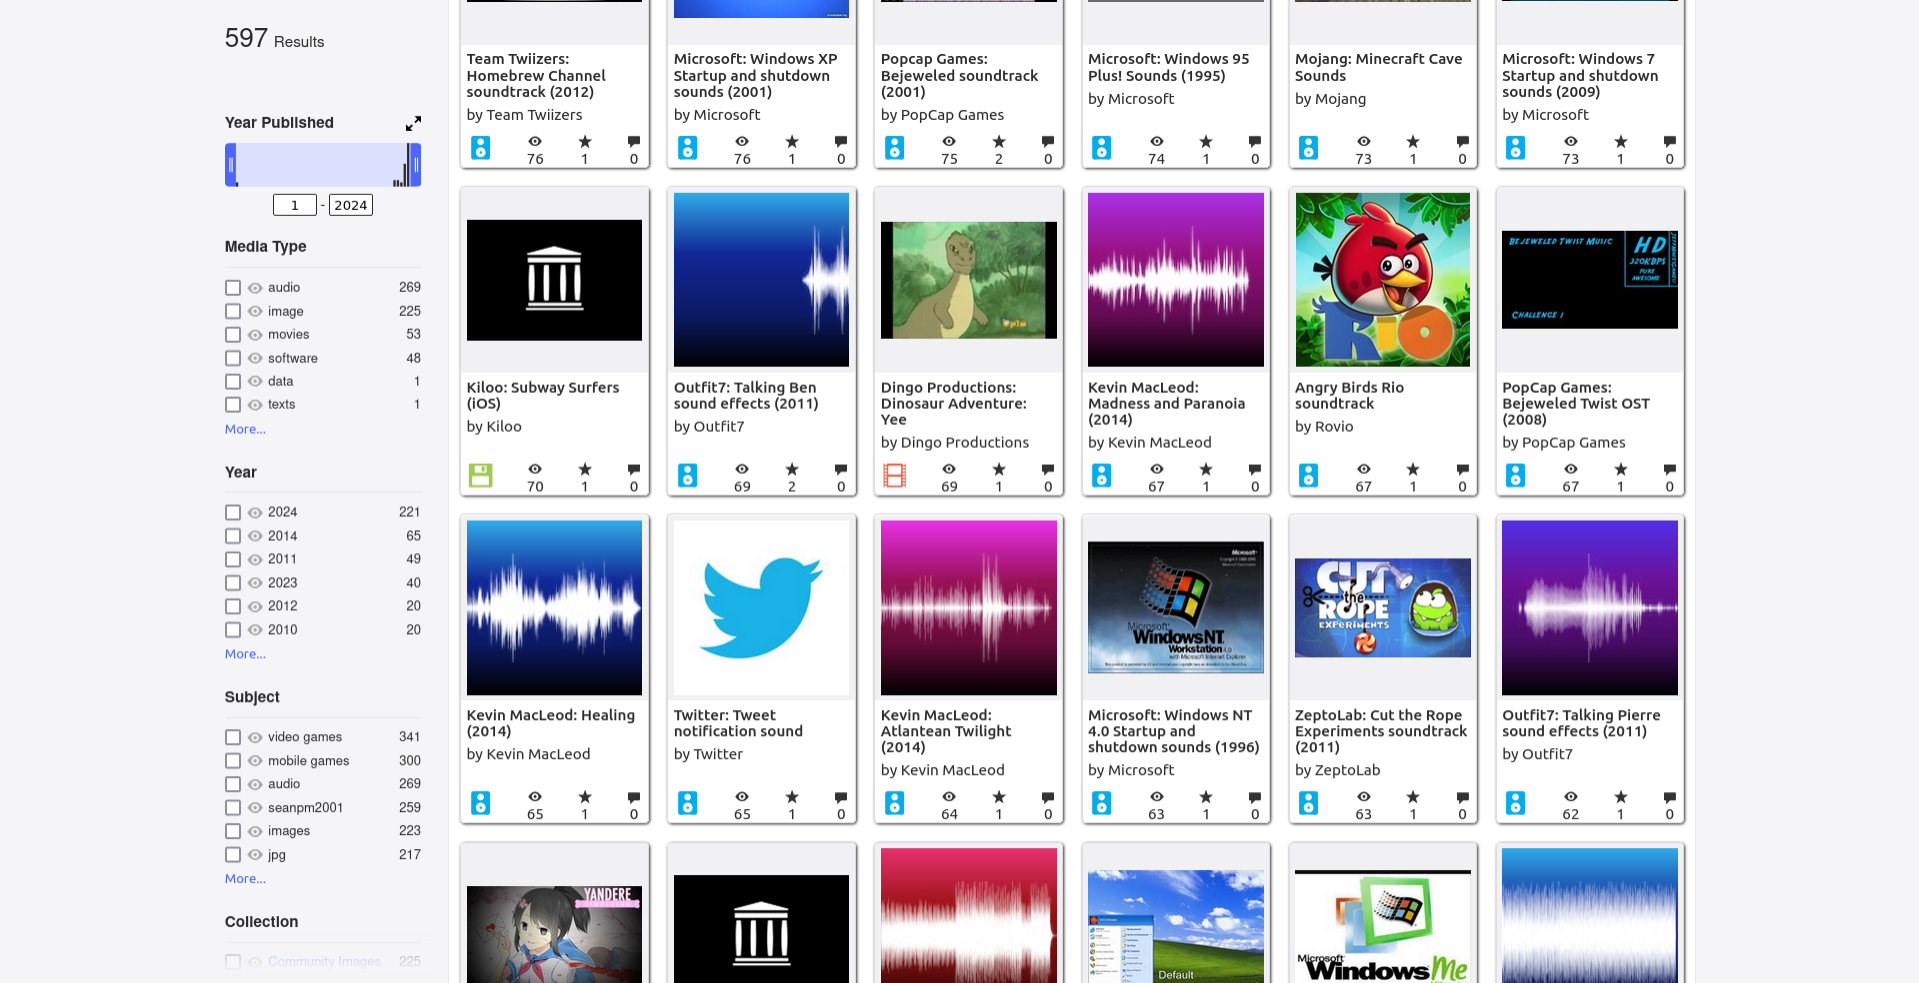 597 Results
Year Published
1 - 2024
Media Type
audio 269
image 225
movies 53
software 48
data 1
texts 1
More...
Year
2024 221
2014 65
2011 49
2023 40
2012 20
2010 20
More...
Subject
video games 341
mobile games 300
audio 269
seanpm2001 259
images 223
jpg 217
More...
Collection
Community Images 225
Team Twiizers:
Homebrew Channel
soundtrack (2012)
by Team Twiizers
76 1 0
Microsoft: Windows XP
Startup and shutdown
sounds (2001)
by Microsoft
76 1 0
Popcap Games:
Bejeweled soundtrack
(2001)
by PopCap Games
75 2 0
Microsoft: Windows 95
Plus! Sounds (1995)
by Microsoft
74 1 0
Mojang: Minecraft Cave
Sounds
by Mojang
73 1 0
Microsoft: Windows 7
Startup and shutdown
sounds (2009)
by Microsoft
73 1 0
Kiloo: Subway Surfers
(iOS)
by Kiloo
70 1 0
Outfit7: Talking Ben
sound effects (2011)
by Outfit7
69 2 0
Dingo Productions:
Dinosaur Adventure:
Yee
by Dingo Productions
69 1 0
Kevin MacLeod:
Madness and Paranoia
(2014)
by Kevin MacLeod
67 1 0
RIO
Angry Birds Rio
soundtrack
by Rovio
67 1 0
Bejeweled Twist Music
HD
320KBPS
PURE
AWESOME
Challenge 1
PopCap Games:
Bejeweled Twist OST
(2008)
by PopCap Games
67 1 0
Kevin MacLeod: Healing
(2014)
by Kevin MacLeod
65 1 0
Twitter: Tweet
notification sound
by Twitter
65 1 0
Kevin MacLeod:
Atlantean Twilight
(2014)
by Kevin MacLeod
64 1 0
Microsoft
Microsoft
Windows NT
Workstation 4.0
with Microsoft Internet Explorer
Microsoft: Windows NT
4.0 Startup and
shutdown sounds (1996)
by Microsoft
63 1 0
CUT
the
ROPE
EXPERIMENTS
ZeptoLab: Cut the Rope
Experiments soundtrack
(2011)
by ZeptoLab
63 1 0
Outfit7: Talking Pierre
sound effects (2011)
by Outfit7
62 1 0
YANDERE
Default
Microsoft
Windows Me